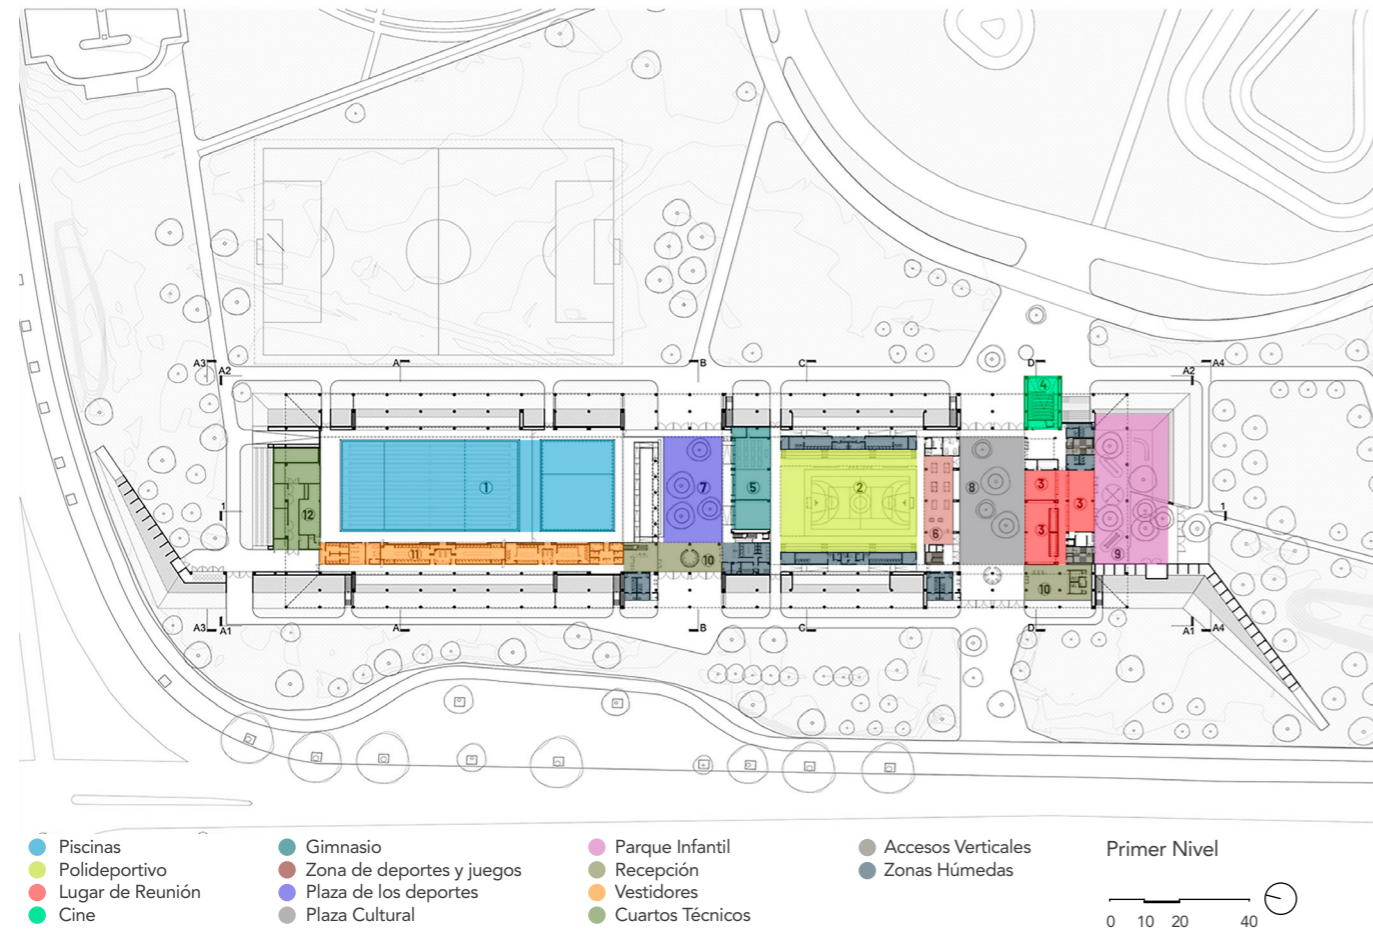 A3
A2
A
B
C
D
A2
A4
4
1
7
5
2
8
3
3
1
12
1
3
6
9
11
10
10
A3
A1
A
B
C
D
A1
A4
Piscinas
Polideportivo
Lugar de Reunión
Cine
Gimnasio
Zona de deportes y juegos
Plaza de los deportes
Plaza Cultural
Parque Infantil
Recepción
Vestidores
Cuartos Técnicos
Accesos Verticales
Zonas Húmedas
Primer Nivel
0 10 20 40